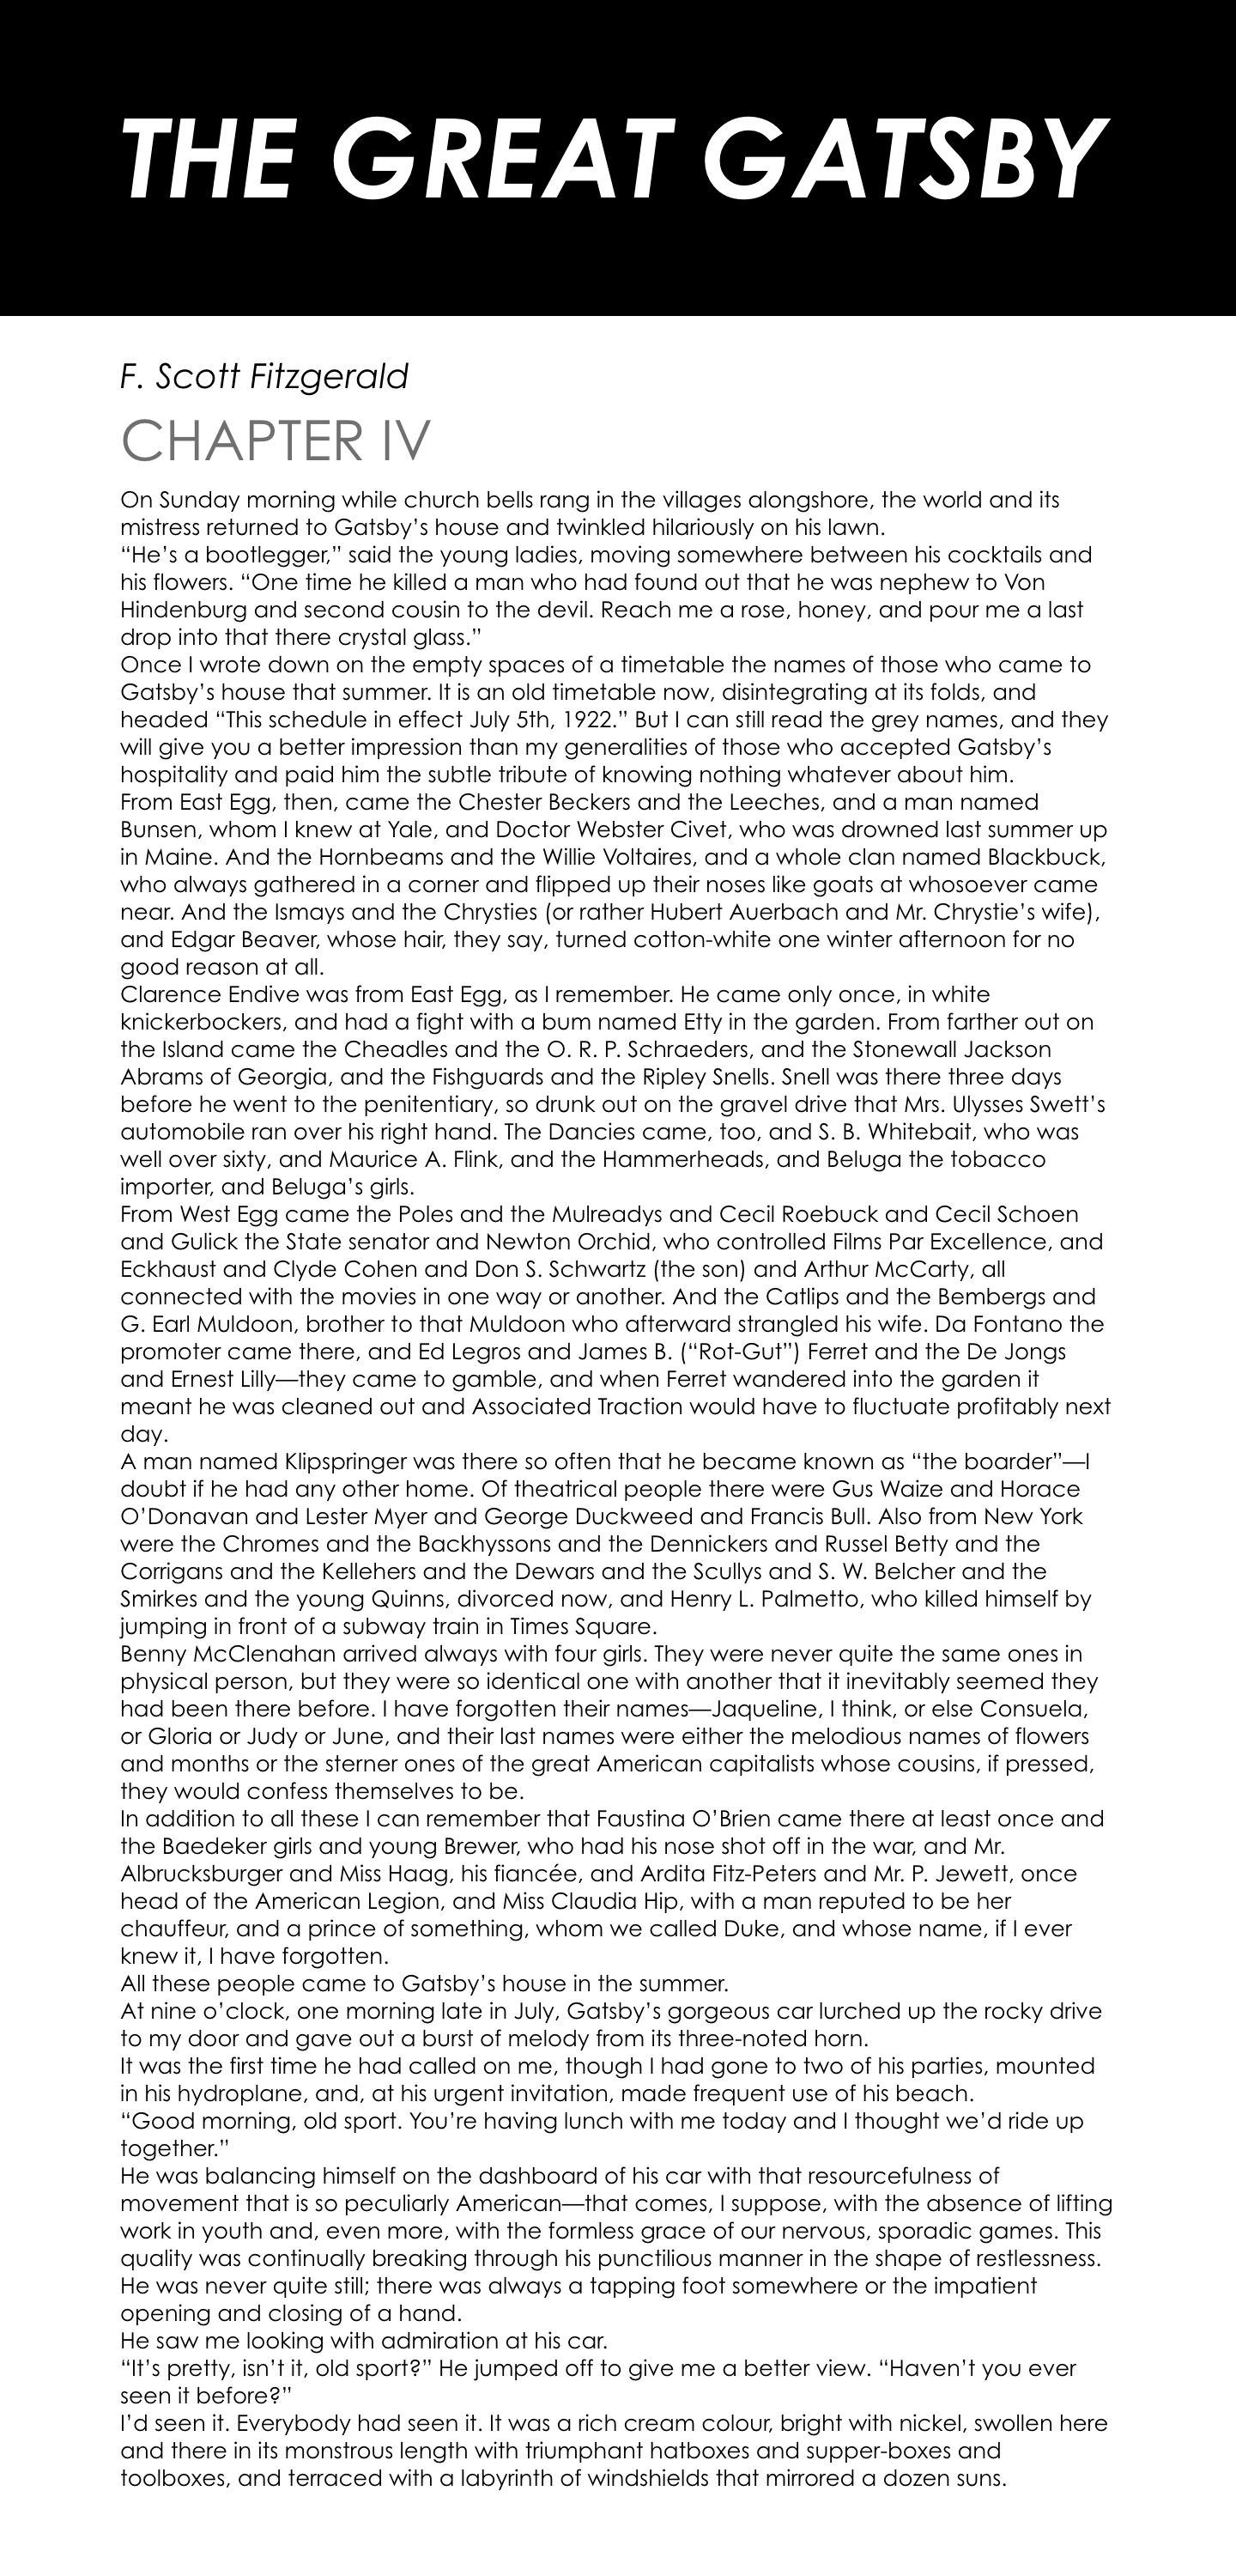 THE GREAT GATSBY
F. Scott Fitzgerald
CHAPTER IV
On Sunday morning while church bells rang in the villages alongshore, the world and its
mistress returned to Gatsby’s house and twinkled hilariously on his lawn.
“He’s a bootlegger,” said the young ladies, moving somewhere between his cocktails and
his flowers. “One time he killed a man who had found out that he was nephew to Von
Hindenburg and second cousin to the devil. Reach me a rose, honey, and pour me a last
drop into that there crystal glass.”
Once I wrote down on the empty spaces of a timetable the names of those who came to
Gatsby’s house that summer. It is an old timetable now, disintegrating at its folds, and
headed “This schedule in effect July 5th, 1922.” But I can still read the grey names, and they
will give you a better impression than my generalities of those who accepted Gatsby’s
hospitality and paid him the subtle tribute of knowing nothing whatever about him.
From East Egg, then, came the Chester Beckers and the Leeches, and a man named
Bunsen, whom I knew at Yale, and Doctor Webster Civet, who was drowned last summer up
in Maine. And the Hornbeams and the Willie Voltaires, and a whole clan named Blackbuck,
who always gathered in a corner and flipped up their noses like goats at whosoever came
near. And the Ismays and the Chrysties (or rather Hubert Auerbach and Mr. Chrystie’s wife),
and Edgar Beaver, whose hair, they say, turned cotton-white one winter afternoon for no
good reason at all.
Clarence Endive was from East Egg, as I remember. He came only once, in white
knickerbockers, and had a fight with a bum named Etty in the garden. From farther out on
the Island came the Cheadles and the O. R. P. Schraeders, and the Stonewall Jackson
Abrams of Georgia, and the Fishguards and the Ripley Snells. Snell was there three days
before he went to the penitentiary, so drunk out on the gravel drive that Mrs. Ulysses Swett’s
automobile ran over his right hand. The Dancies came, too, and S. B. Whitebait, who was
well over sixty, and Maurice A. Flink, and the Hammerheads, and Beluga the tobacco
importer, and Beluga’s girls.
From West Egg came the Poles and the Mulreadys and Cecil Roebuck and Cecil Schoen
and Gulick the State senator and Newton Orchid, who controlled Films Par Excellence, and
Eckhaust and Clyde Cohen and Don S. Schwartz (the son) and Arthur McCarty, all
connected with the movies in one way or another. And the Catlips and the Bembergs and
G. Earl Muldoon, brother to that Muldoon who afterward strangled his wife. Da Fontano the
promoter came there, and Ed Legros and James B. (“Rot-Gut”) Ferret and the De Jongs
and Ernest Lilly—they came to gamble, and when Ferret wandered into the garden it
meant he was cleaned out and Associated Traction would have to fluctuate profitably next
day.
A man named Klipspringer was there so often that he became known as “the boarder”—I
doubt if he had any other home. Of theatrical people there were Gus Waize and Horace
O’Donavan and Lester Myer and George Duckweed and Francis Bull. Also from New York
were the Chromes and the Backhyssons and the Dennickers and Russel Betty and the
Corrigans and the Kellehers and the Dewars and the Scullys and S. W. Belcher and the
Smirkes and the young Quinns, divorced now, and Henry L. Palmetto, who killed himself by
jumping in front of a subway train in Times Square.
Benny McClenahan arrived always with four girls. They were never quite the same ones in
physical person, but they were so identical one with another that it inevitably seemed they
had been there before. I have forgotten their names—Jaqueline, I think, or else Consuela,
or Gloria or Judy or June, and their last names were either the melodious names of flowers
and months or the sterner ones of the great American capitalists whose cousins, if pressed,
they would confess themselves to be.
In addition to all these I can remember that Faustina O’Brien came there at least once and
the Baedeker girls and young Brewer, who had his nose shot off in the war, and Mr.
Albrucksburger and Miss Haag, his fiancée, and Ardita Fitz-Peters and Mr. P. Jewett, once
head of the American Legion, and Miss Claudia Hip, with a man reputed to be her
chauffeur, and a prince of something, whom we called Duke, and whose name, if I ever
knew it, I have forgotten.
All these people came to Gatsby’s house in the summer.
At nine o’clock, one morning late in July, Gatsby’s gorgeous car lurched up the rocky drive
to my door and gave out a burst of melody from its three-noted horn.
It was the first time he had called on me, though I had gone to two of his parties, mounted
in his hydroplane, and, at his urgent invitation, made frequent use of his beach.
“Good morning, old sport. You’re having lunch with me today and I thought we’d ride up
together.”
He was balancing himself on the dashboard of his car with that resourcefulness of
movement that is so peculiarly American—that comes, I suppose, with the absence of lifting
work in youth and, even more, with the formless grace of our nervous, sporadic games. This
quality was continually breaking through his punctilious manner in the shape of restlessness.
He was never quite still; there was always a tapping foot somewhere or the impatient
opening and closing of a hand.
He saw me looking with admiration at his car.
“It’s pretty, isn’t it, old sport?” He jumped off to give me a better view. “Haven’t you ever
seen it before?”
I’d seen it. Everybody had seen it. It was a rich cream colour, bright with nickel, swollen here
and there in its monstrous length with triumphant hatboxes and supper-boxes and
toolboxes, and terraced with a labyrinth of windshields that mirrored a dozen suns.